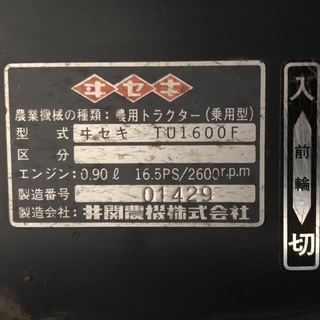 ヰセキ
農業機械の種類：農用トラクター（乗用型）
型式 ヰセキ TU1600F
区分
エンジン：0.90ℓ 16.5PS/2600r.p.m
製造番号 01429
製造会社：井関農機株式会社
入
前輪
切